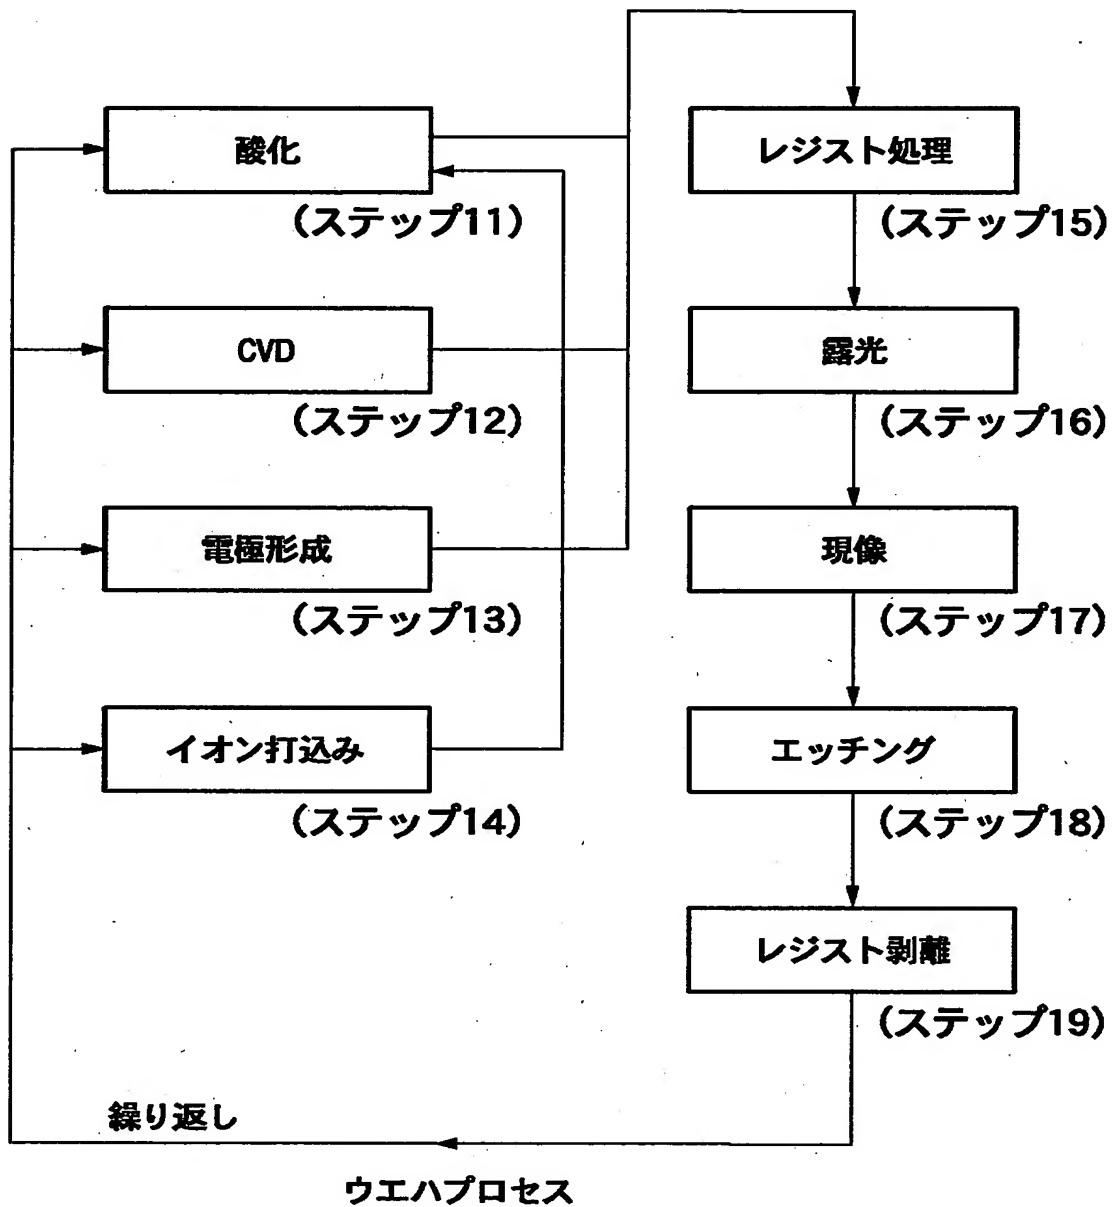 酸化
(ステップ11)
CVD
(ステップ12)
電極形成
(ステップ13)
イオン打込み
(ステップ14)
レジスト処理
(ステップ15)
露光
(ステップ16)
現像
(ステップ17)
エッチング
(ステップ18)
レジスト剥離
(ステップ19)
繰り返し
ウエハプロセス